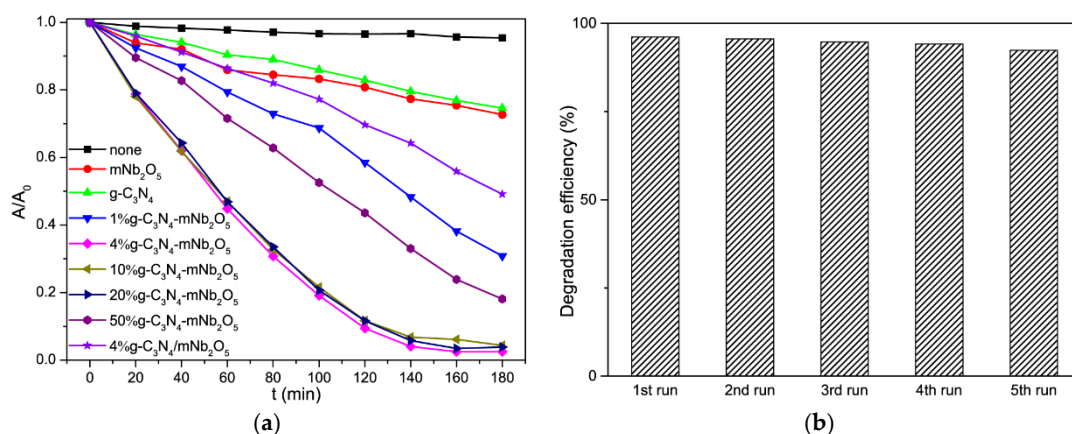 1.0
0.8
0.6
0.4
0.2
0.0
A/A₀
none
mNb₂O₅
g-C₃N₄
1%g-C₃N₄-mNb₂O₅
4%g-C₃N₄-mNb₂O₅
10%g-C₃N₄-mNb₂O₅
20%g-C₃N₄-mNb₂O₅
50%g-C₃N₄-mNb₂O₅
4%g-C₃N₄/mNb₂O₅
0 20 40 60 80 100 120 140 160 180
t (min)
(a)
100
50
0
Degradation efficiency (%)
1st run 2nd run 3rd run 4th run 5th run
(b)